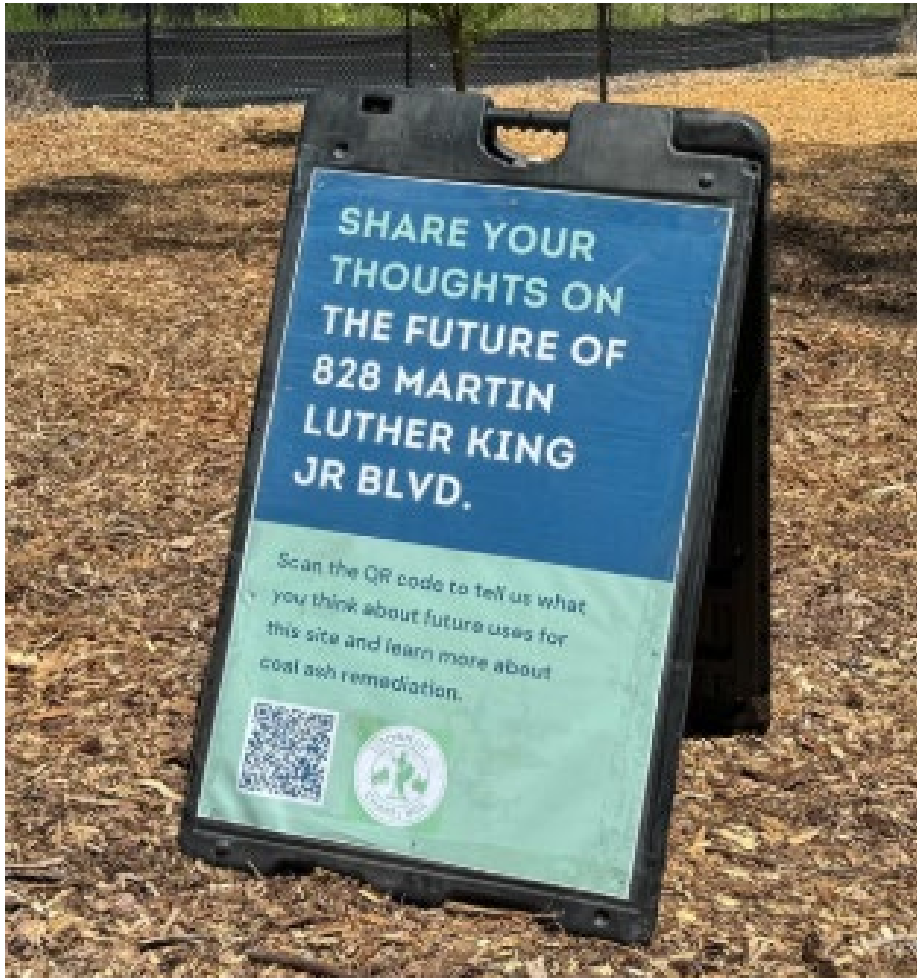 SHARE YOUR
THOUGHTS ON
THE FUTURE OF
828 MARTIN
LUTHER KING
JR BLVD.
Scan the QR code to tell us what
you think about future uses for
this site and learn more about
coal ash remediation.